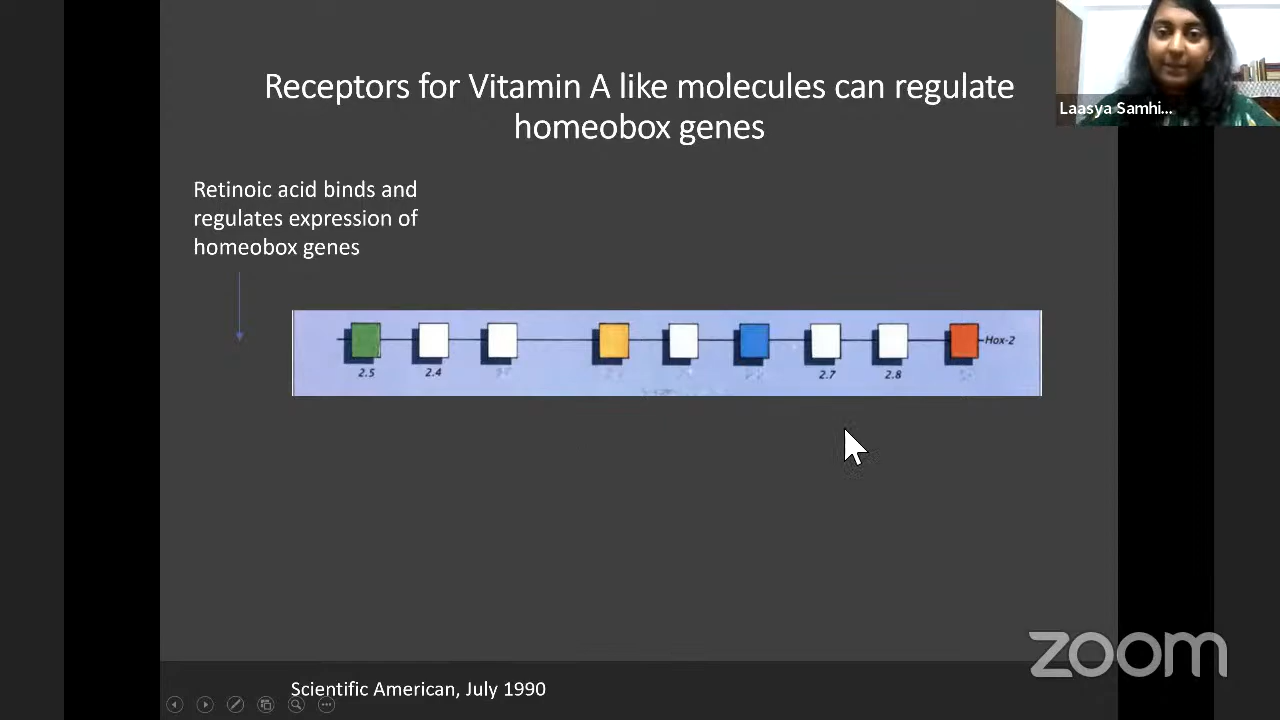 Receptors for Vitamin A like molecules can regulate
homeobox genes
Laasya Samhi...
Retinoic acid binds and
regulates expression of
homeobox genes
Hox-2
2.5 2.4 2.7 2.8
zoom
Scientific American, July 1990